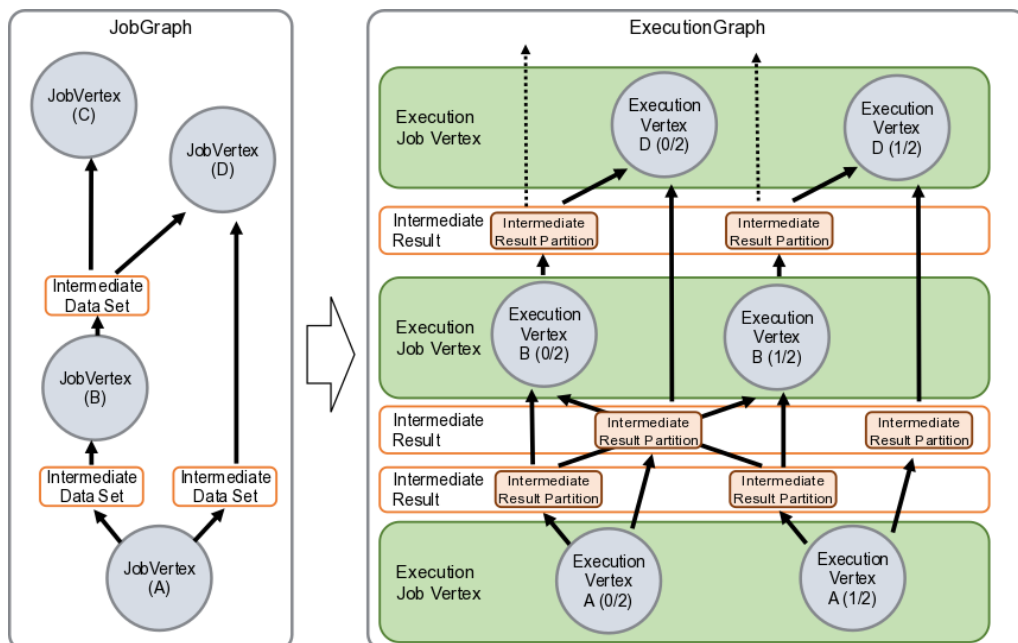 JobGraph
JobVertex
(C)
JobVertex
(D)
Intermediate
Data Set
JobVertex
(B)
Intermediate
Data Set
Intermediate
Data Set
JobVertex
(A)
ExecutionGraph
Execution
Job Vertex
Execution
Vertex
D (0/2)
Execution
Vertex
D (1/2)
Intermediate
Result
Intermediate
Result Partition
Intermediate
Result Partition
Execution
Job Vertex
Execution
Vertex
B (0/2)
Execution
Vertex
B (1/2)
Intermediate
Result
Intermediate
Result Partition
Intermediate
Result Partition
Intermediate
Result
Intermediate
Result Partition
Intermediate
Result Partition
Execution
Job Vertex
Execution
Vertex
A (0/2)
Execution
Vertex
A (1/2)